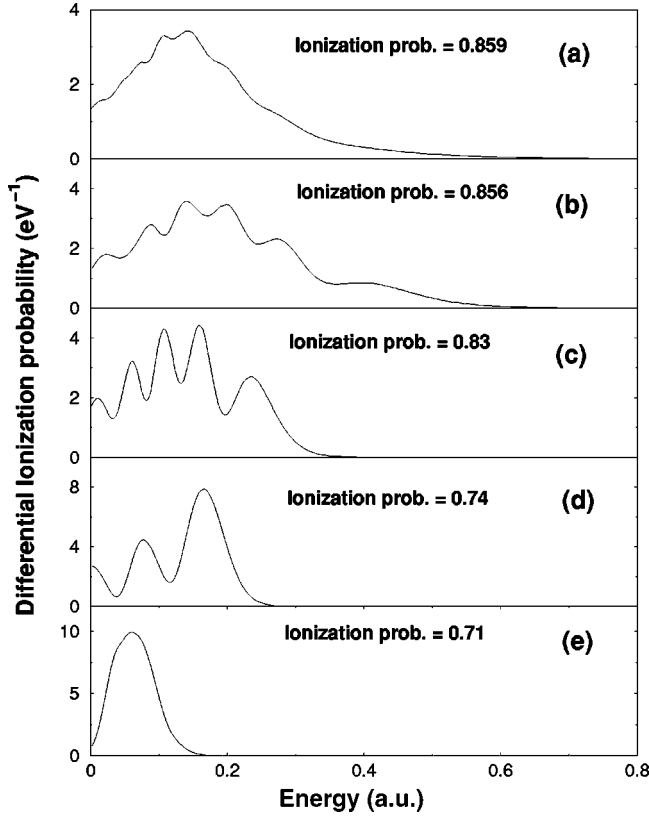 4
Ionization prob. = 0.859
(a)
2
0
4
Ionization prob. = 0.856
(b)
2
0
Differential Ionization probability (eV⁻¹)
4
Ionization prob. = 0.83
(c)
2
0
8
Ionization prob. = 0.74
(d)
4
0
10
Ionization prob. = 0.71
(e)
5
0
0 0.2 0.4 0.6 0.8
Energy (a.u.)